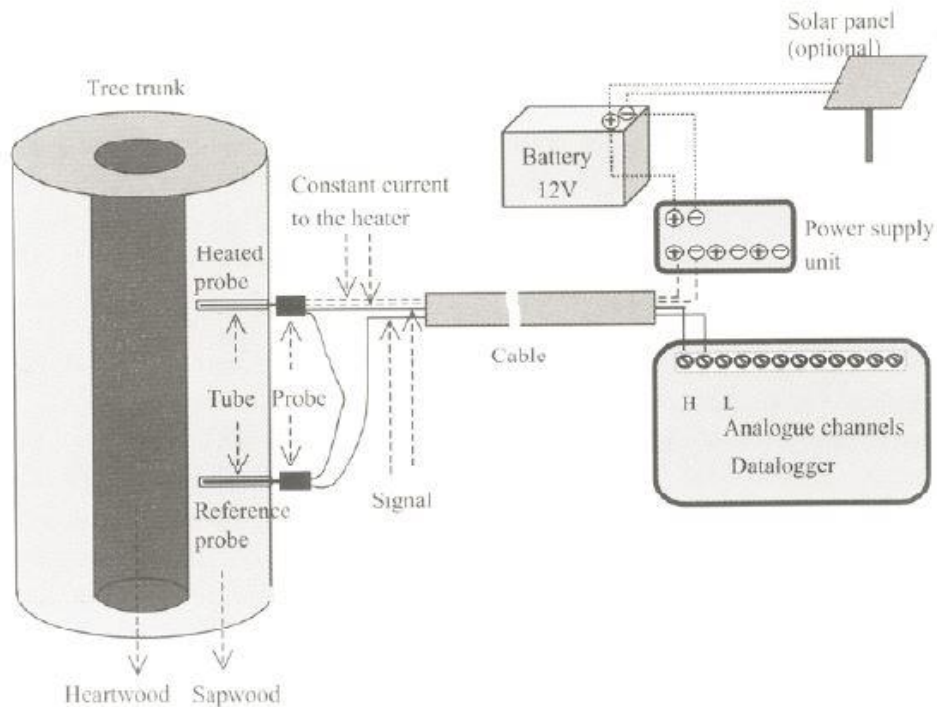 Solar panel
(optional)
Tree trunk
Battery
12V
Constant current
to the heater
Power supply
unit
Heated
probe
Cable
Tube
Probe
H L
Analogue channels
Datalogger
Signal
Reference
probe
Heartwood
Sapwood